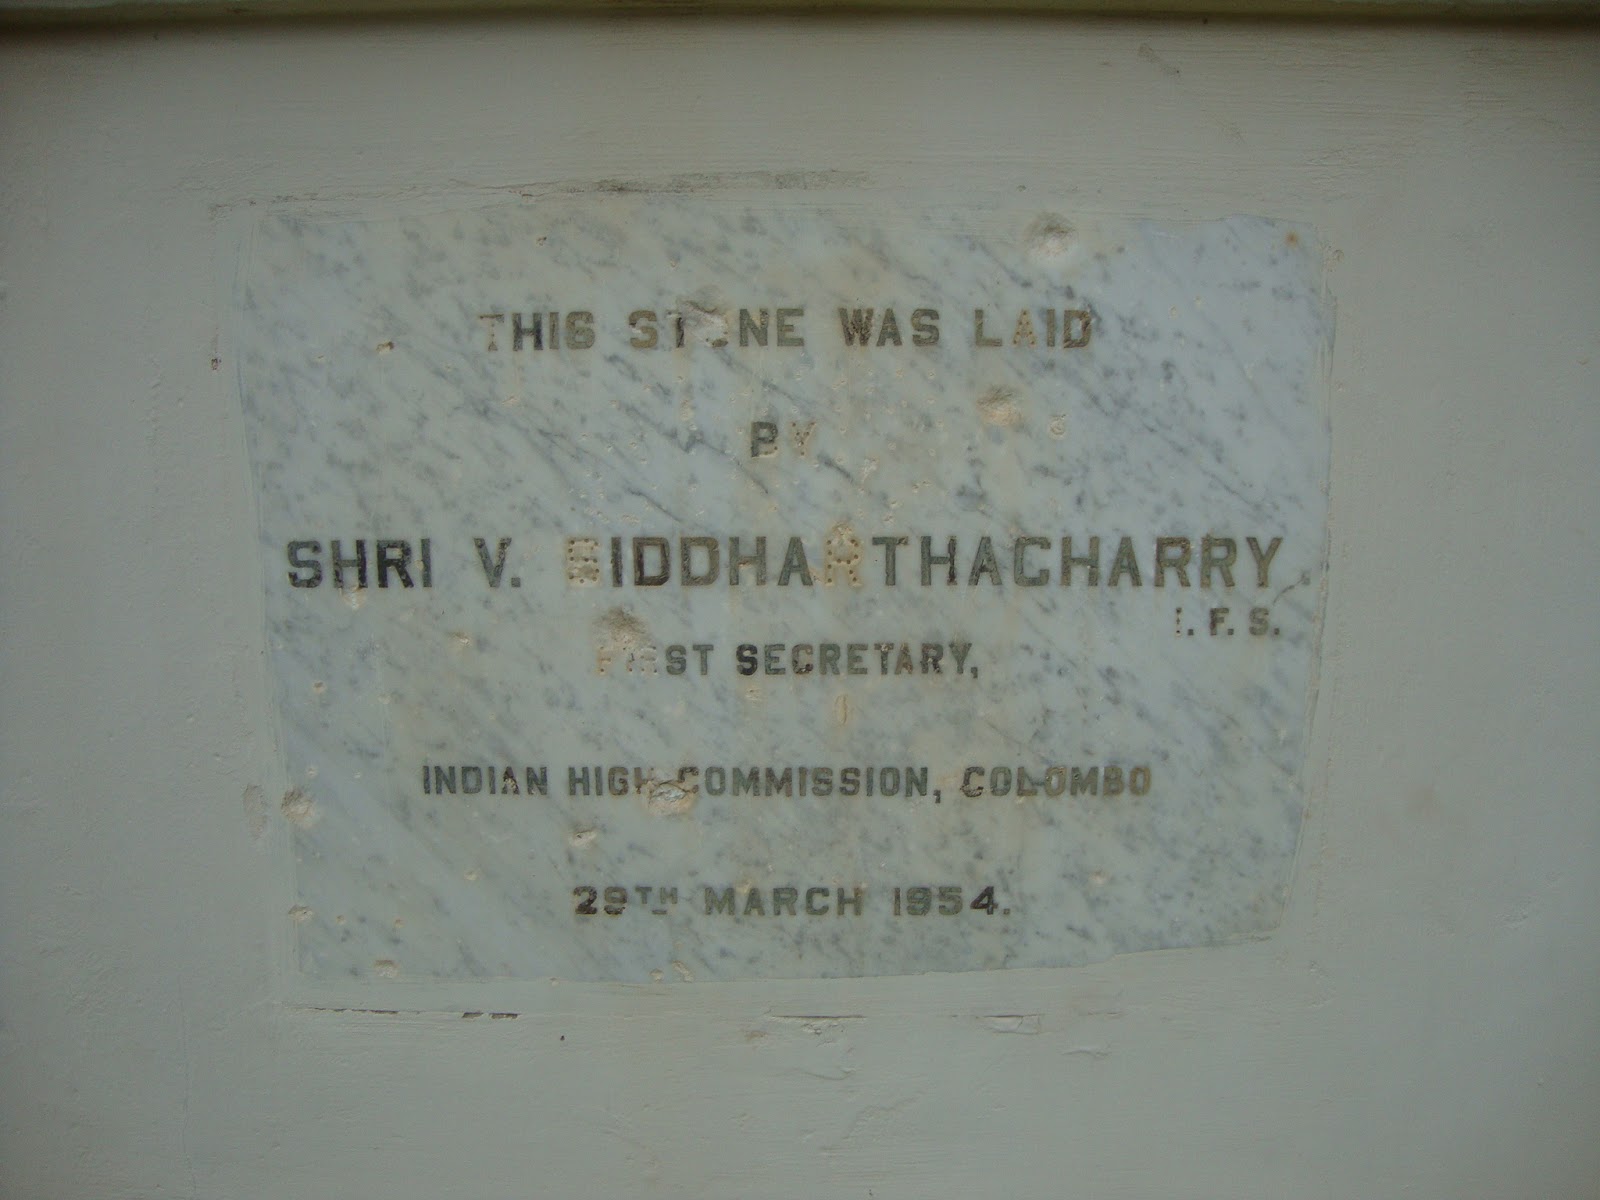 THIS STONE WAS LAID
BY
SHRI V. SIDDHARTHACHARRY.
I. F. S.
FIRST SECRETARY,
INDIAN HIGH COMMISSION, COLOMBO
29TH MARCH 1954.